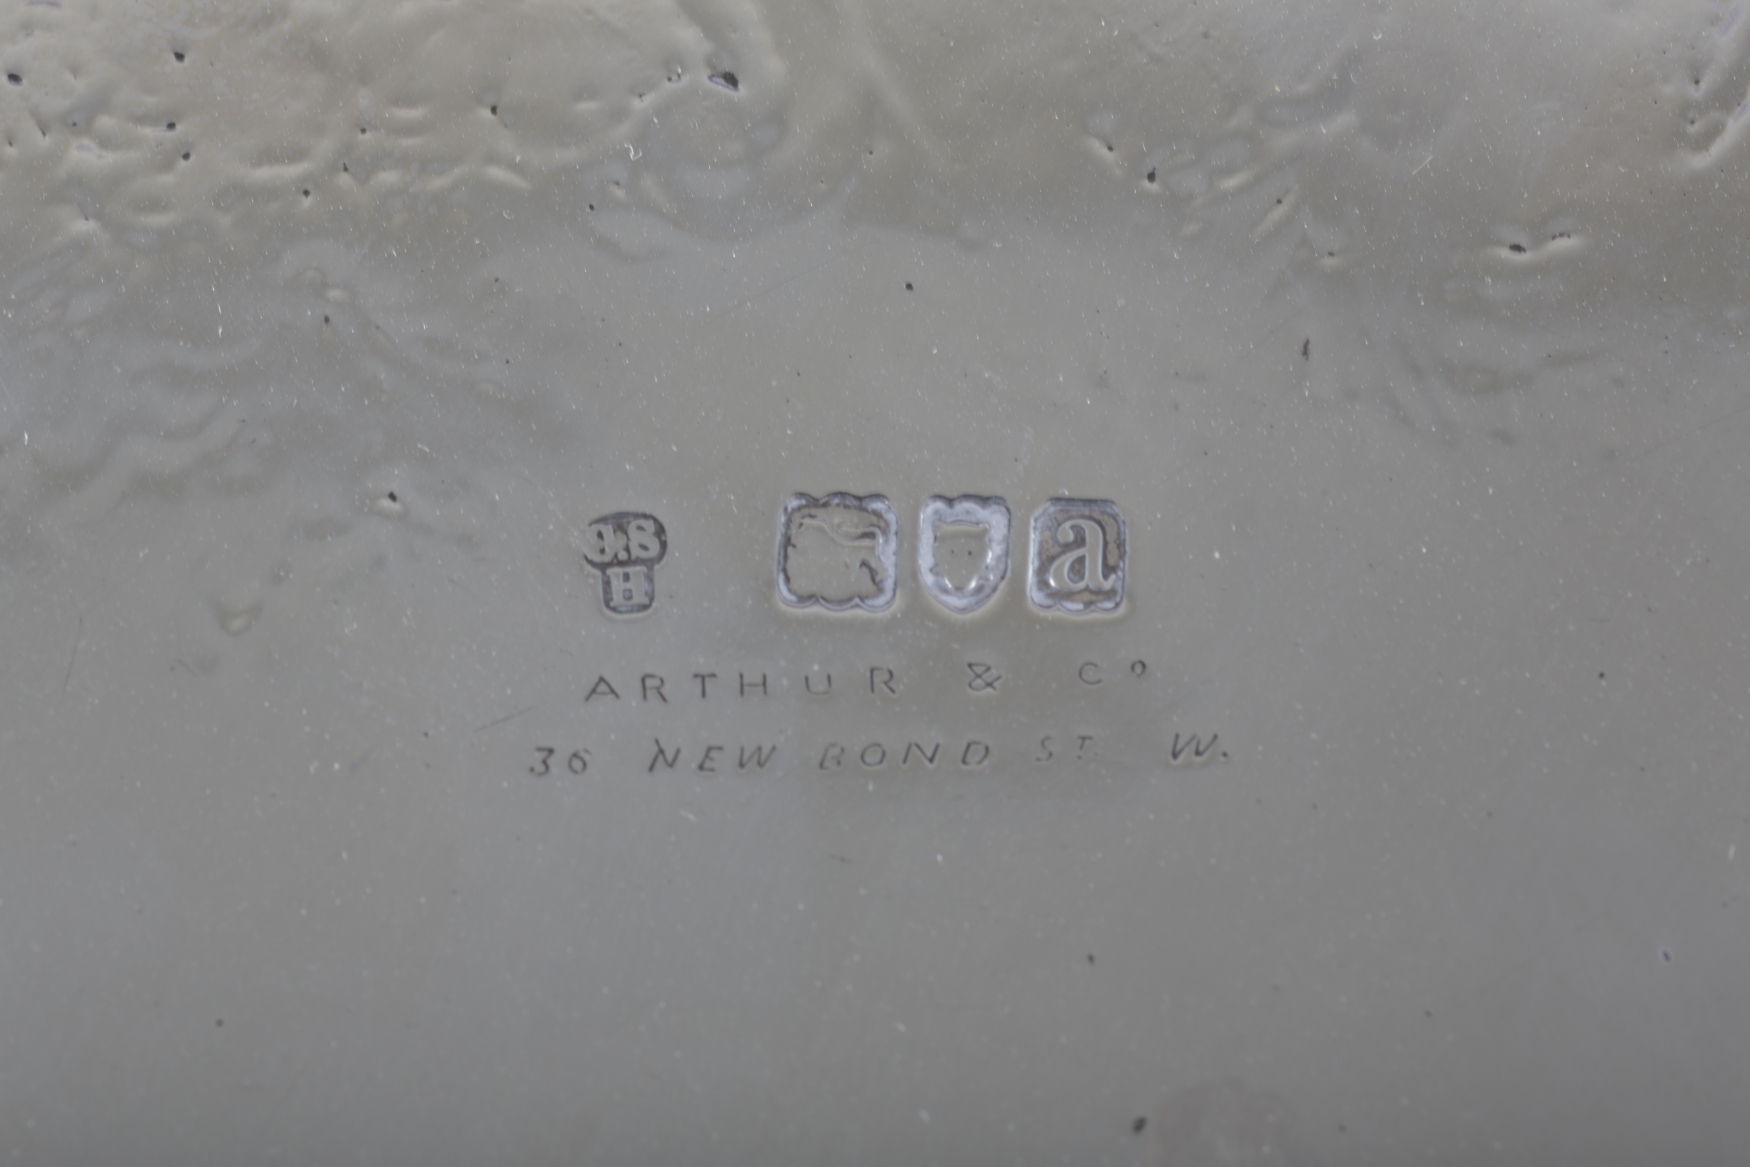 J.S
H
a
ARTHUR & Cº
36 NEW BOND ST. W.